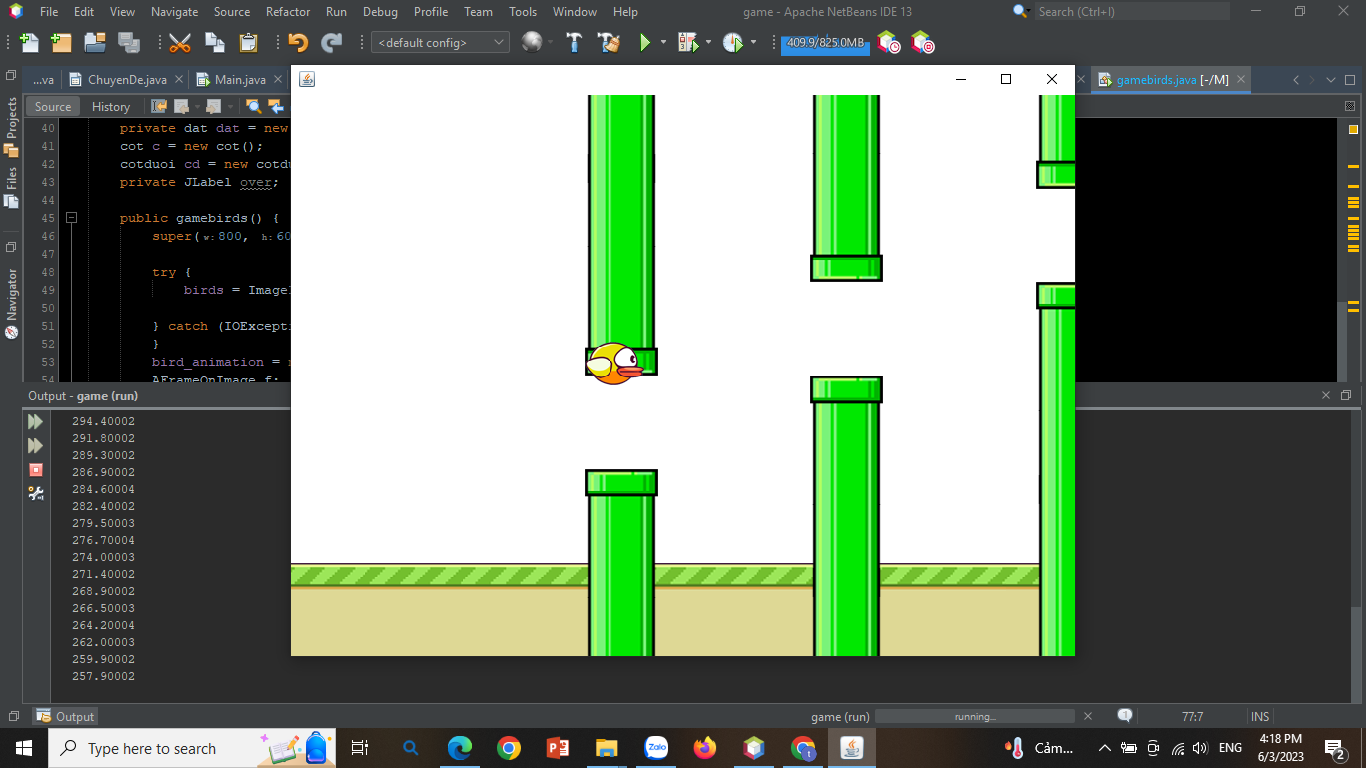 File Edit View Navigate Source Refactor Run Debug Profile Team Tools Window Help game - Apache NetBeans IDE 13 Search (Ctrl+I)
<default config> 409.9/825.0MB
...va ChuyenDe.java Main.java gamebirds.java [-/M]
Source History
Projects
Files
Navigator
40 private dat dat = new
41 cot c = new cot();
42 cotduoi cd = new cotdu
43 private JLabel over;
44
45 public gamebirds() {
46 super(w: 800, h: 60
47
48 try {
49 birds = ImageI
50
51 } catch (IOExcepti
52 }
53 bird_animation =
54 AFrameOnImage f;
Output - game (run)
294.40002
291.80002
289.30002
286.90002
284.60004
282.40002
279.50003
276.70004
274.00003
271.40002
268.90002
266.50003
264.20004
262.00003
259.90002
257.90002
Output game (run) running... 1 77:7 INS
Type here to search Zalo Cảm... ENG 4:18 PM
6/3/2023 2